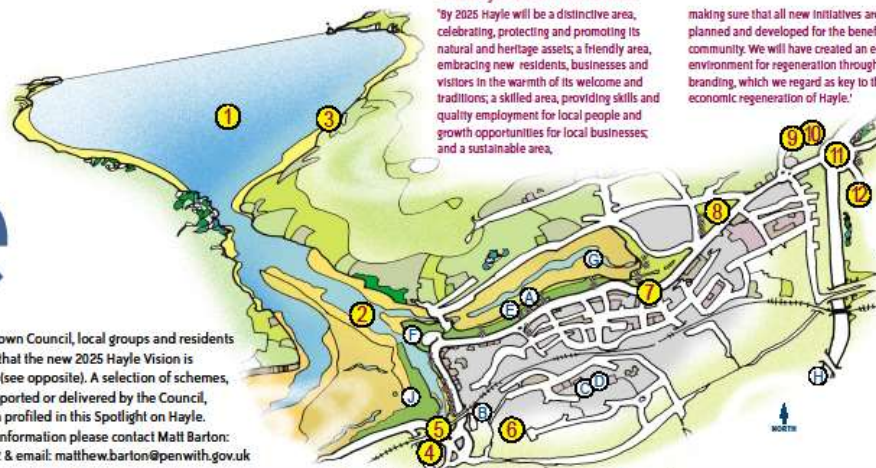 'By 2025 Hayle will be a distinctive area,
celebrating, protecting and promoting its
natural and heritage assets; a friendly area,
embracing new residents, businesses and
visitors in the warmth of its welcome and
traditions; a skilled area, providing skills and
quality employment for local people and
growth opportunities for local businesses;
and a sustainable area,
making sure that all new initiatives are
planned and developed for the benef
community. We will have created an e
environment for regeneration through
branding, which we regard as key to th
economic regeneration of Hayle.'
1
3
9
10
11
12
8
G
7
A
E
2
F
J
H
C
D
B
5
6
4
NORTH
e
own Council, local groups and residents
that the new 2025 Hayle Vision is
(see opposite). A selection of schemes,
ported or delivered by the Council,
profiled in this Spotlight on Hayle.
information please contact Matt Barton:
& email: matthew.barton@penwith.gov.uk